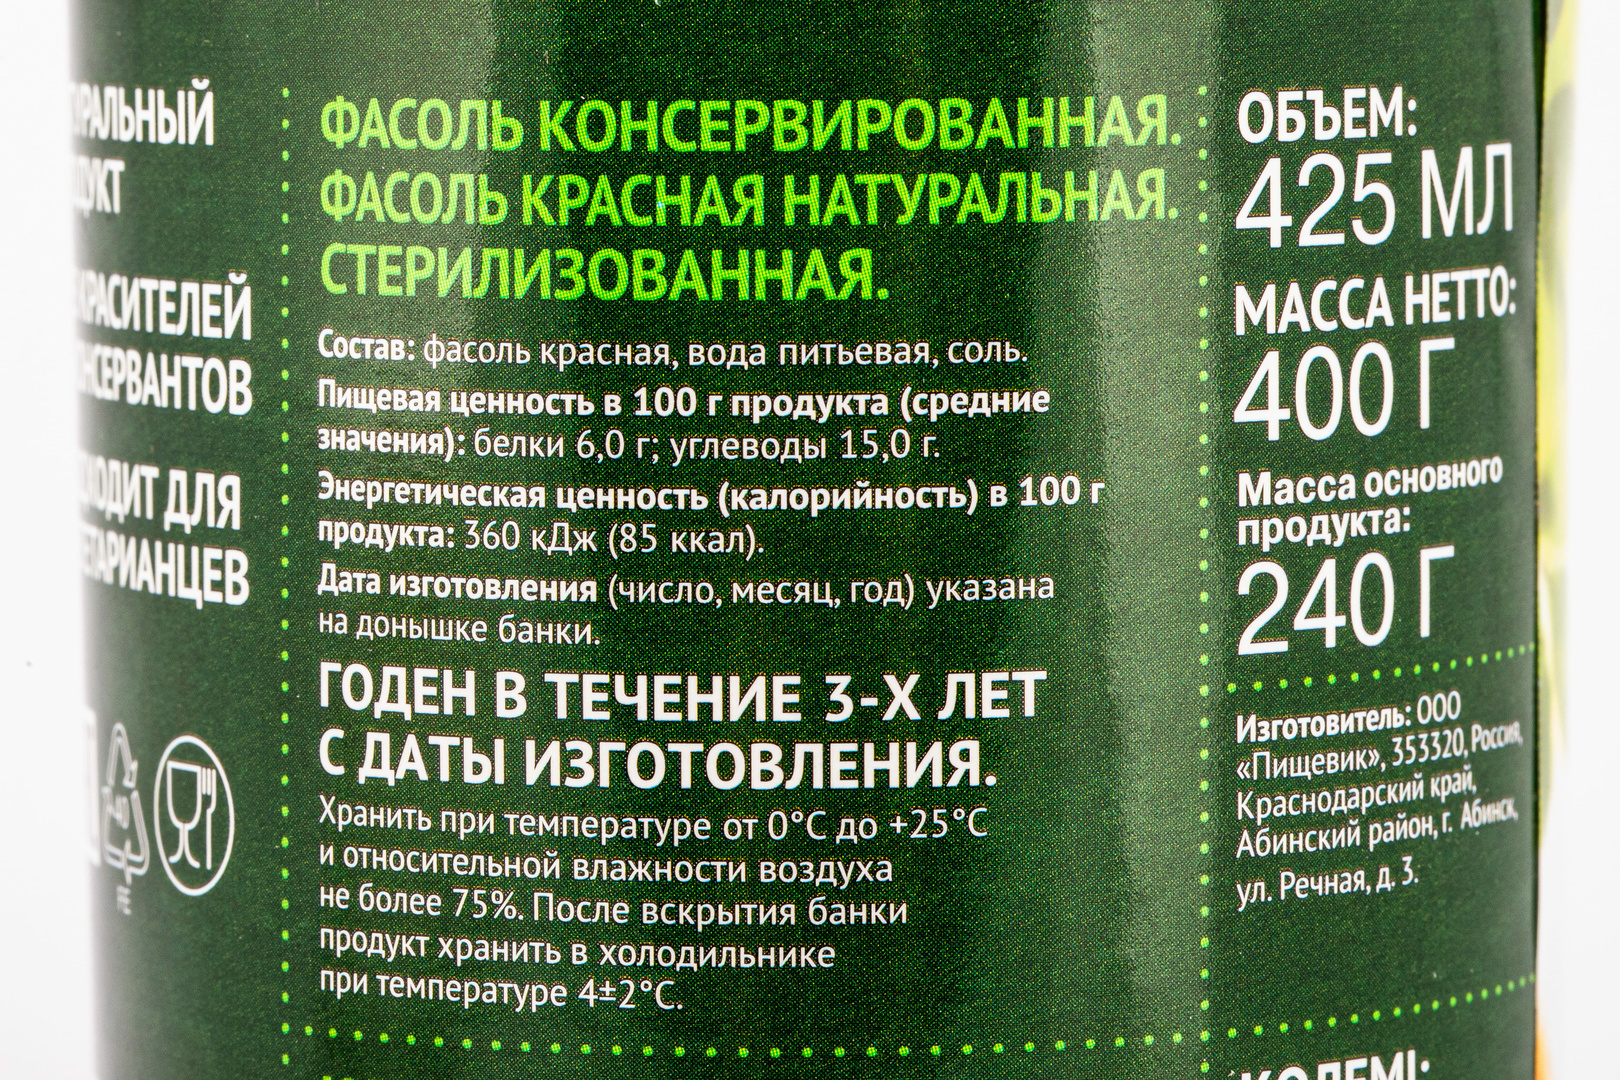 ФАСОЛЬ КОНСЕРВИРОВАННАЯ.
ФАСОЛЬ КРАСНАЯ НАТУРАЛЬНАЯ.
СТЕРИЛИЗОВАННАЯ.
Состав: фасоль красная, вода питьевая, соль.
Пищевая ценность в 100 г продукта (средние
значения): белки 6,0 г; углеводы 15,0 г.
Энергетическая ценность (калорийность) в 100 г
продукта: 360 кДж (85 ккал).
Дата изготовления (число, месяц, год) указана
на донышке банки.
ГОДЕН В ТЕЧЕНИЕ 3-Х ЛЕТ
С ДАТЫ ИЗГОТОВЛЕНИЯ.
Хранить при температуре от 0°C до +25°C
и относительной влажности воздуха
не более 75%. После вскрытия банки
продукт хранить в холодильнике
при температуре 4±2°C.
ОБЪЕМ:
425 МЛ
МАССА НЕТТО:
400 Г
Масса основного
продукта:
240 Г
Изготовитель: ООО
«Пищевик», 353320, Россия,
Краснодарский край,
Абинский район, г. Абинск,
ул. Речная, д. 3.
ДЛЯ